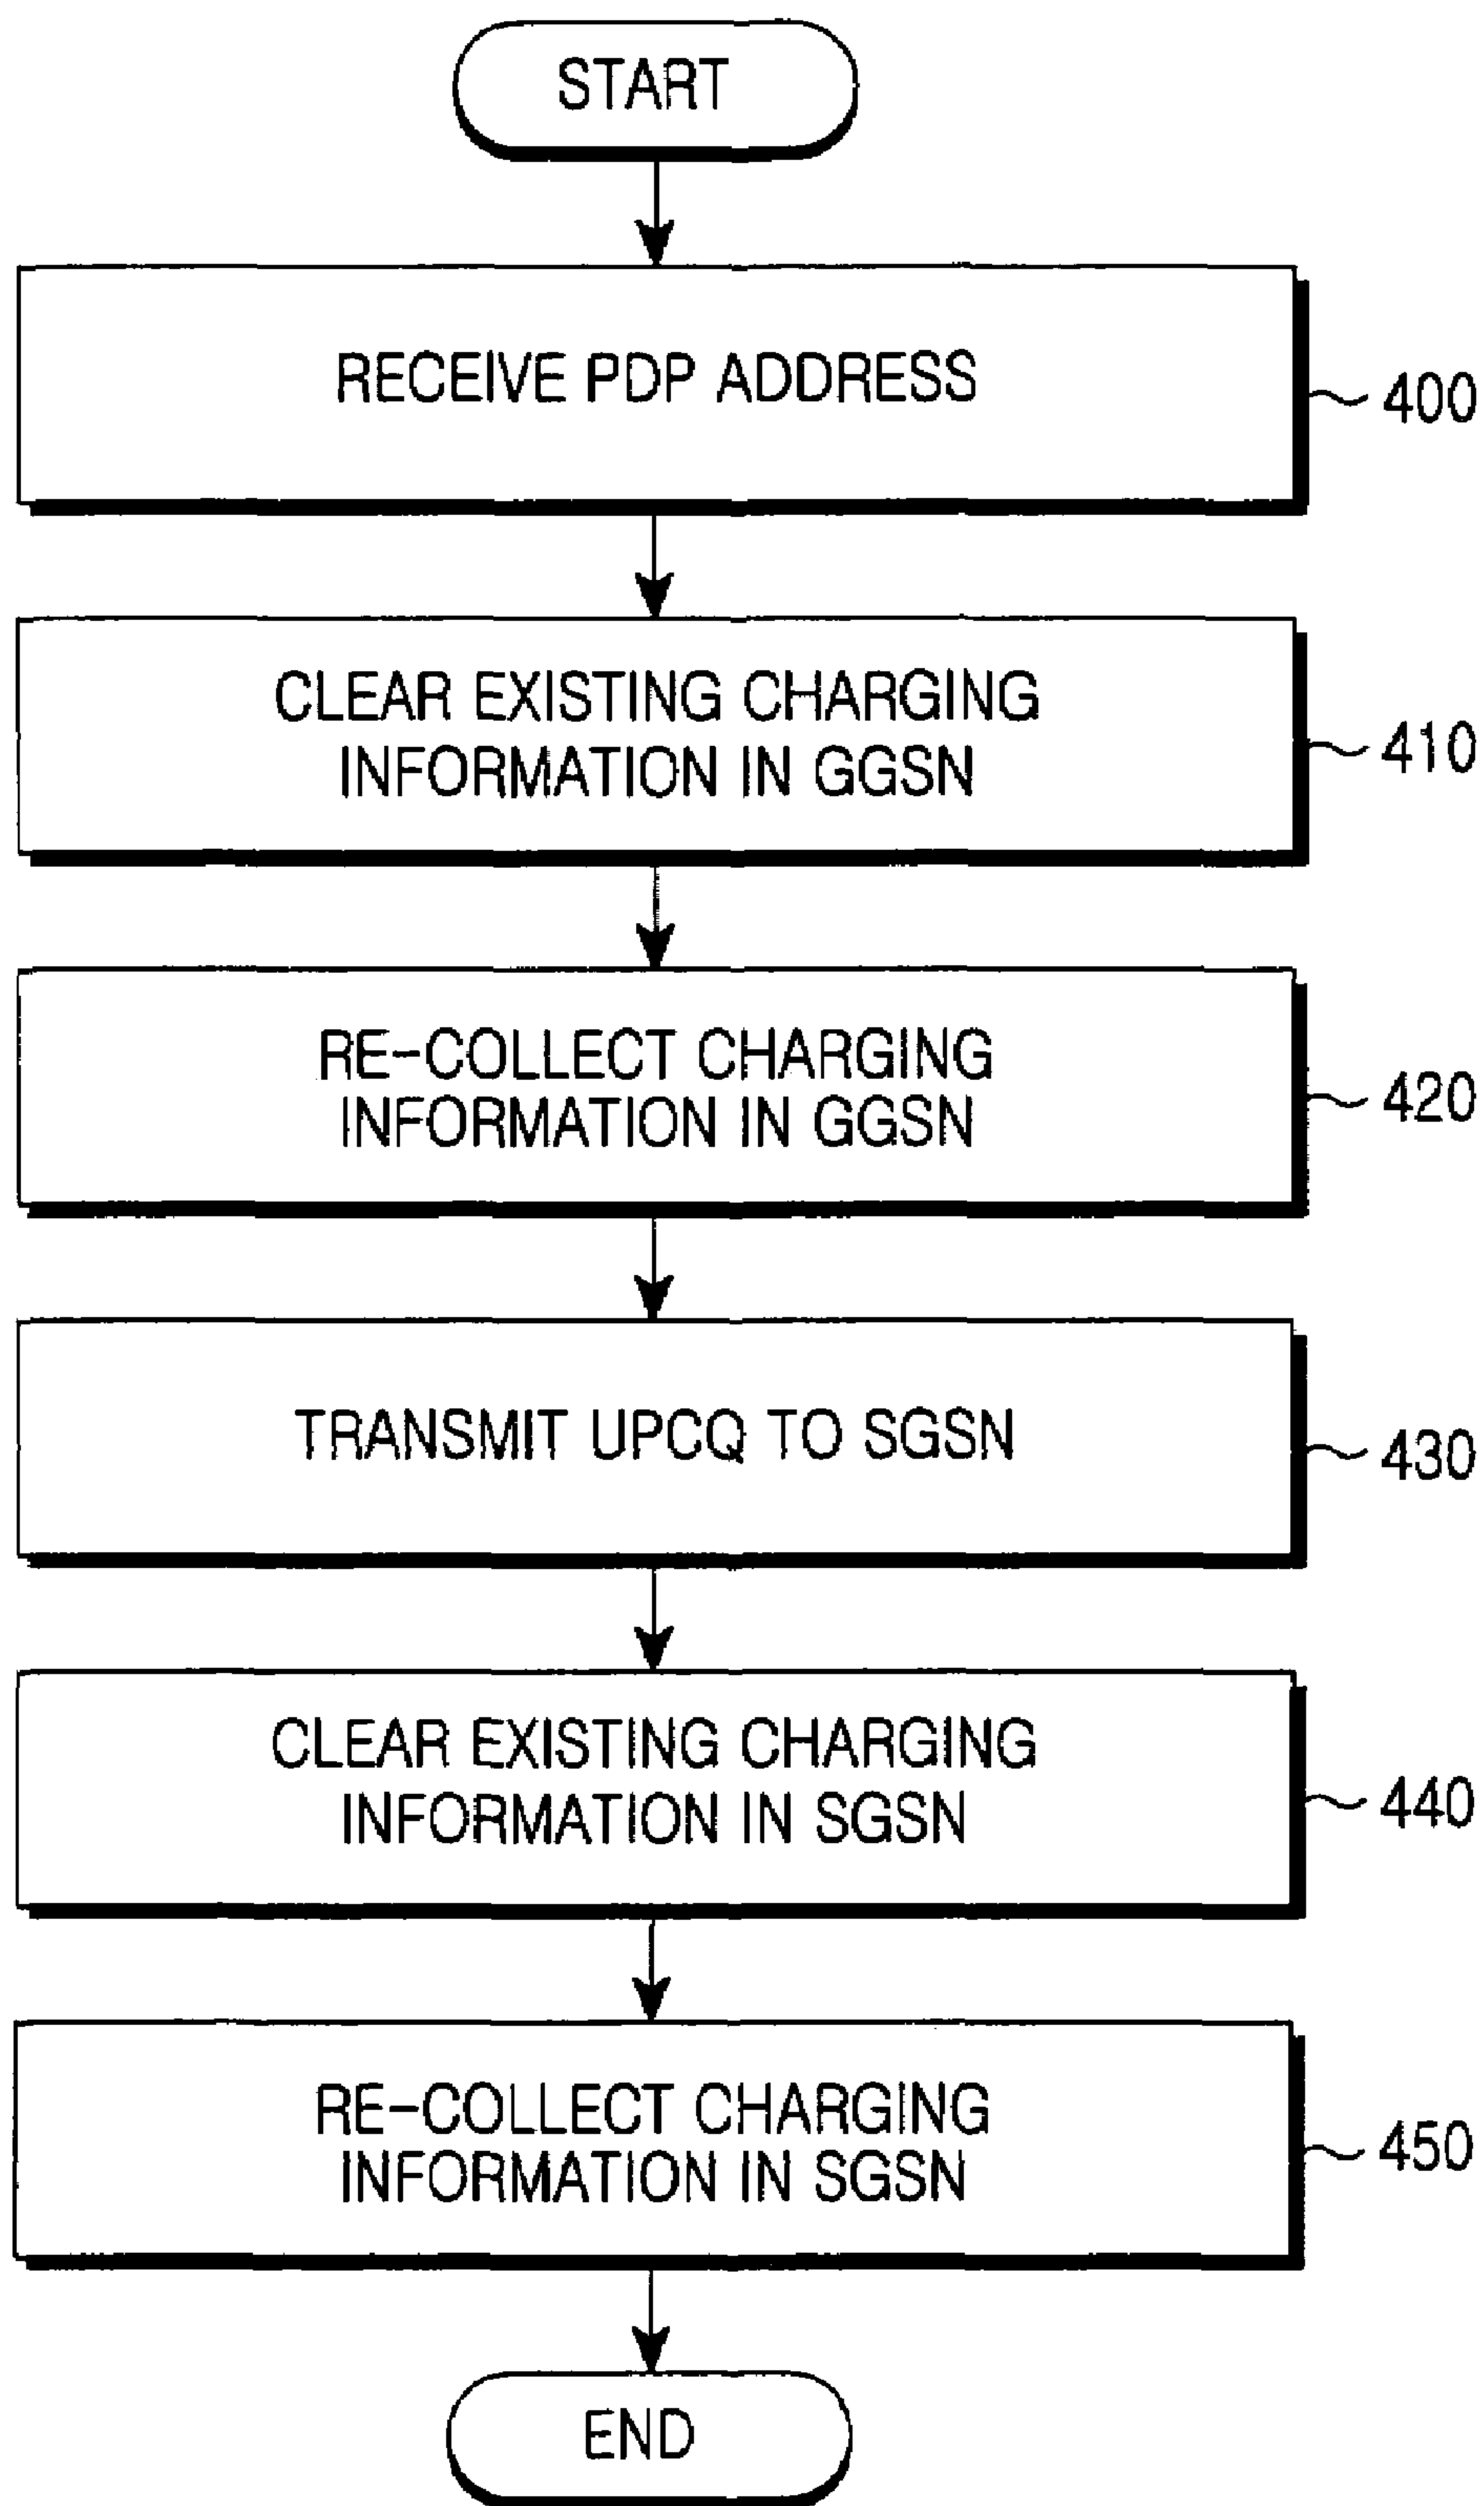 START
RECEIVE PDP ADDRESS
400
CLEAR EXISTING CHARGING
INFORMATION IN GGSN
410
RE-COLLECT CHARGING
INFORMATION IN GGSN
420
TRANSMIT UPCQ TO SGSN
430
CLEAR EXISTING CHARGING
INFORMATION IN SGSN
440
RE-COLLECT CHARGING
INFORMATION IN SGSN
450
END